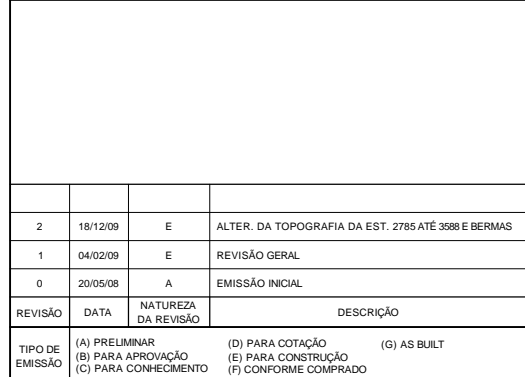 2 18/12/09 E ALTER. DA TOPOGRAFIA DA EST. 2785 ATÉ 3588 E BERMAS
1 04/02/09 E REVISÃO GERAL
0 20/05/08 A EMISSÃO INICIAL
REVISÃO DATA NATUREZA DA REVISÃO DESCRIÇÃO
TIPO DE EMISSÃO
(A) PRELIMINAR (D) PARA COTAÇÃO (G) AS BUILT
(B) PARA APROVAÇÃO (E) PARA CONSTRUÇÃO
(C) PARA CONHECIMENTO (F) CONFORME COMPRADO